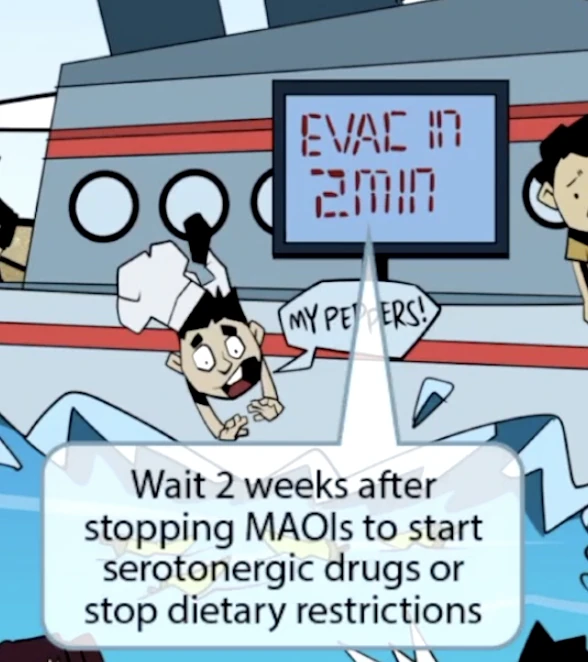 EVAC IN
2MIN
MY PEPPERS!
Wait 2 weeks after
stopping MAOIs to start
serotonergic drugs or
stop dietary restrictions